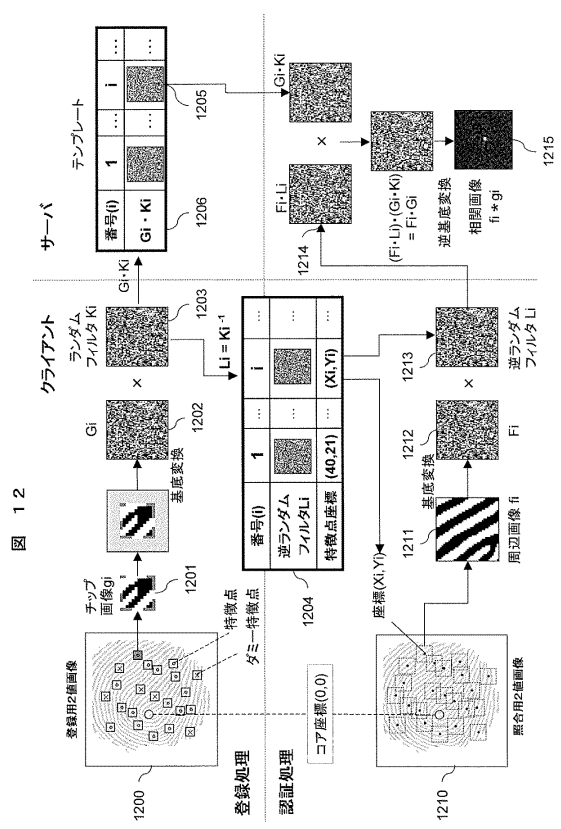 図 12
クライアント
サーバ
登録用2値画像
1200
チップ
画像gi
1201
特徴点
ダミー特徴点
基底変換
Gi
1202
×
ランダム
フィルタ Ki
1203
Gi・Ki
テンプレート
番号(i) 1 … i …
Gi・Ki … …
1205
1206
登録処理
認証処理
コア座標(0,0)
Li = Ki⁻¹
番号(i) 1 … i …
逆ランダム
フィルタLi … …
特徴点座標 (40,21) … (Xi,Yi) …
1204
座標(Xi,Yi)
照合用2値画像
1210
1211
周辺画像 fi
基底変換
1212
Fi
×
1213
逆ランダム
フィルタ Li
Fi・Li
1214
×
Gi・Ki
(Fi・Li)・(Gi・Ki)
= Fi・Gi
逆基底変換
相関画像
fi * gi
1215